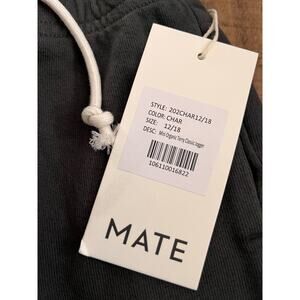 STYLE: 202CHAR12/18
COLOR: CHAR
SIZE: 12/18
DESC: Mini Organic Terry Classic Jogger
106110016822
MATE